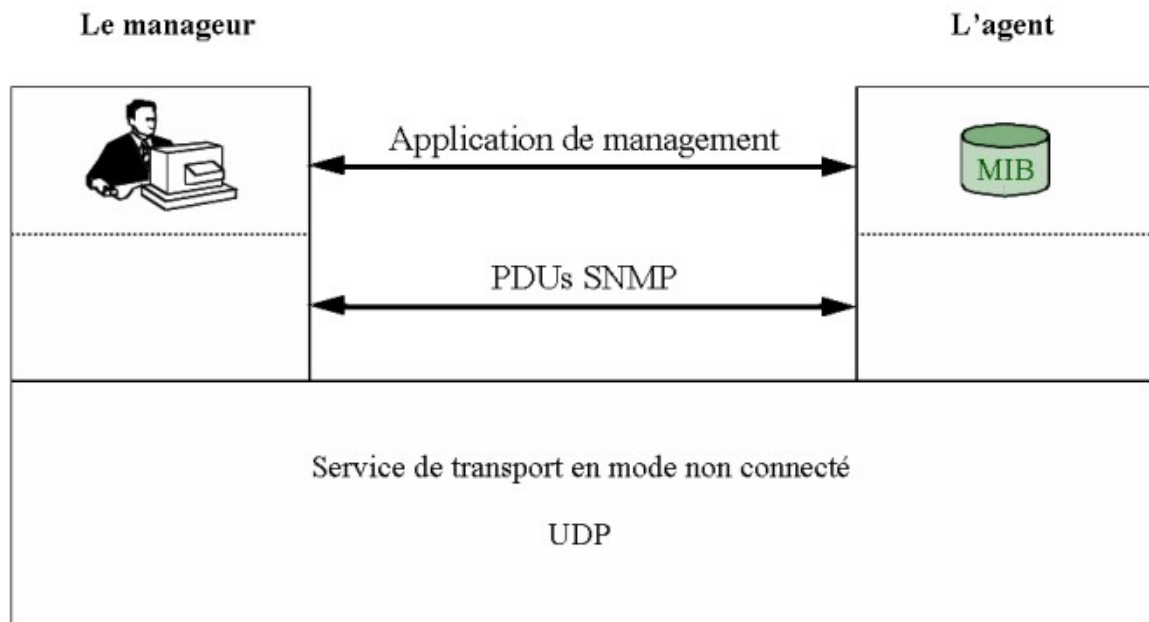 Le manageur
L'agent
Application de management
MIB
PDUs SNMP
Service de transport en mode non connecté
UDP